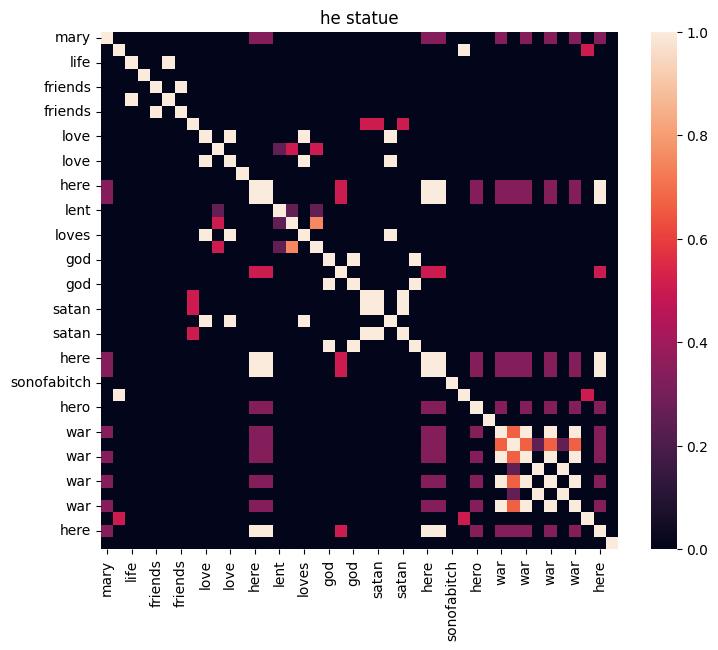 he statue
mary
life
friends
friends
love
love
here
lent
loves
god
god
satan
satan
here
sonofabitch
hero
war
war
war
war
here
mary
life
friends
friends
love
love
here
lent
loves
god
god
satan
satan
here
sonofabitch
hero
war
war
war
war
here
1.0
0.8
0.6
0.4
0.2
0.0